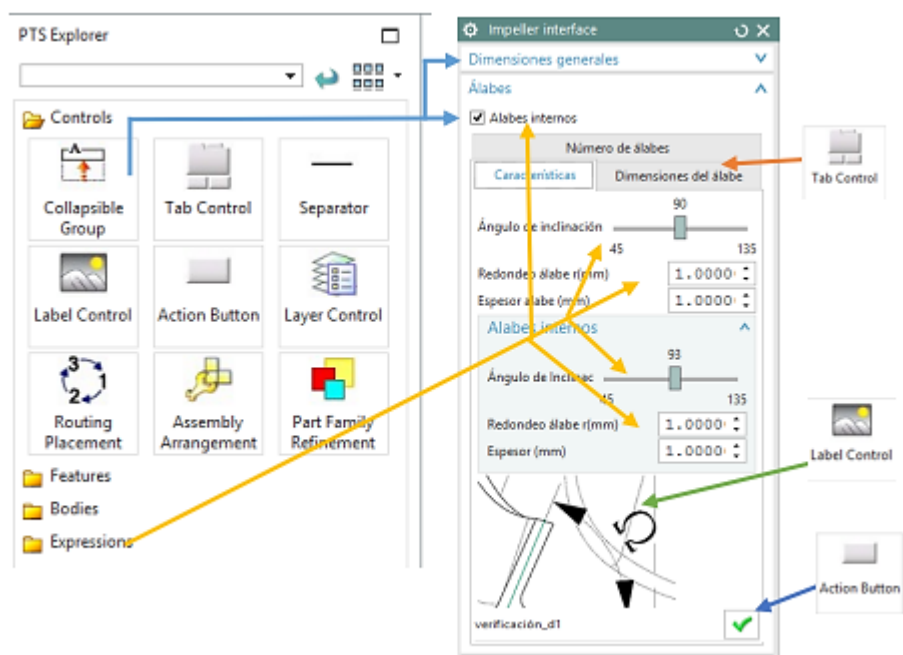 PTS Explorer
Controls
Collapsible
Group
Tab Control
Separator
Label Control
Action Button
Layer Control
Routing
Placement
Assembly
Arrangement
Part Family
Refinement
Features
Bodies
Expressions
Impeller interface
Dimensiones generales
Álabes
Alabes internos
Número de álabes
Características
Dimensiones del álabe
90
Ángulo de inclinación
45
135
Redondeo álabe r(mm)
1.0000
Espesor alabe (mm)
1.0000
Alabes internos
93
Ángulo de Inclinac
45
135
Redondeo álabe r(mm)
1.0000
Espesor (mm)
1.0000
verificación_d1
Tab Control
Label Control
Action Button